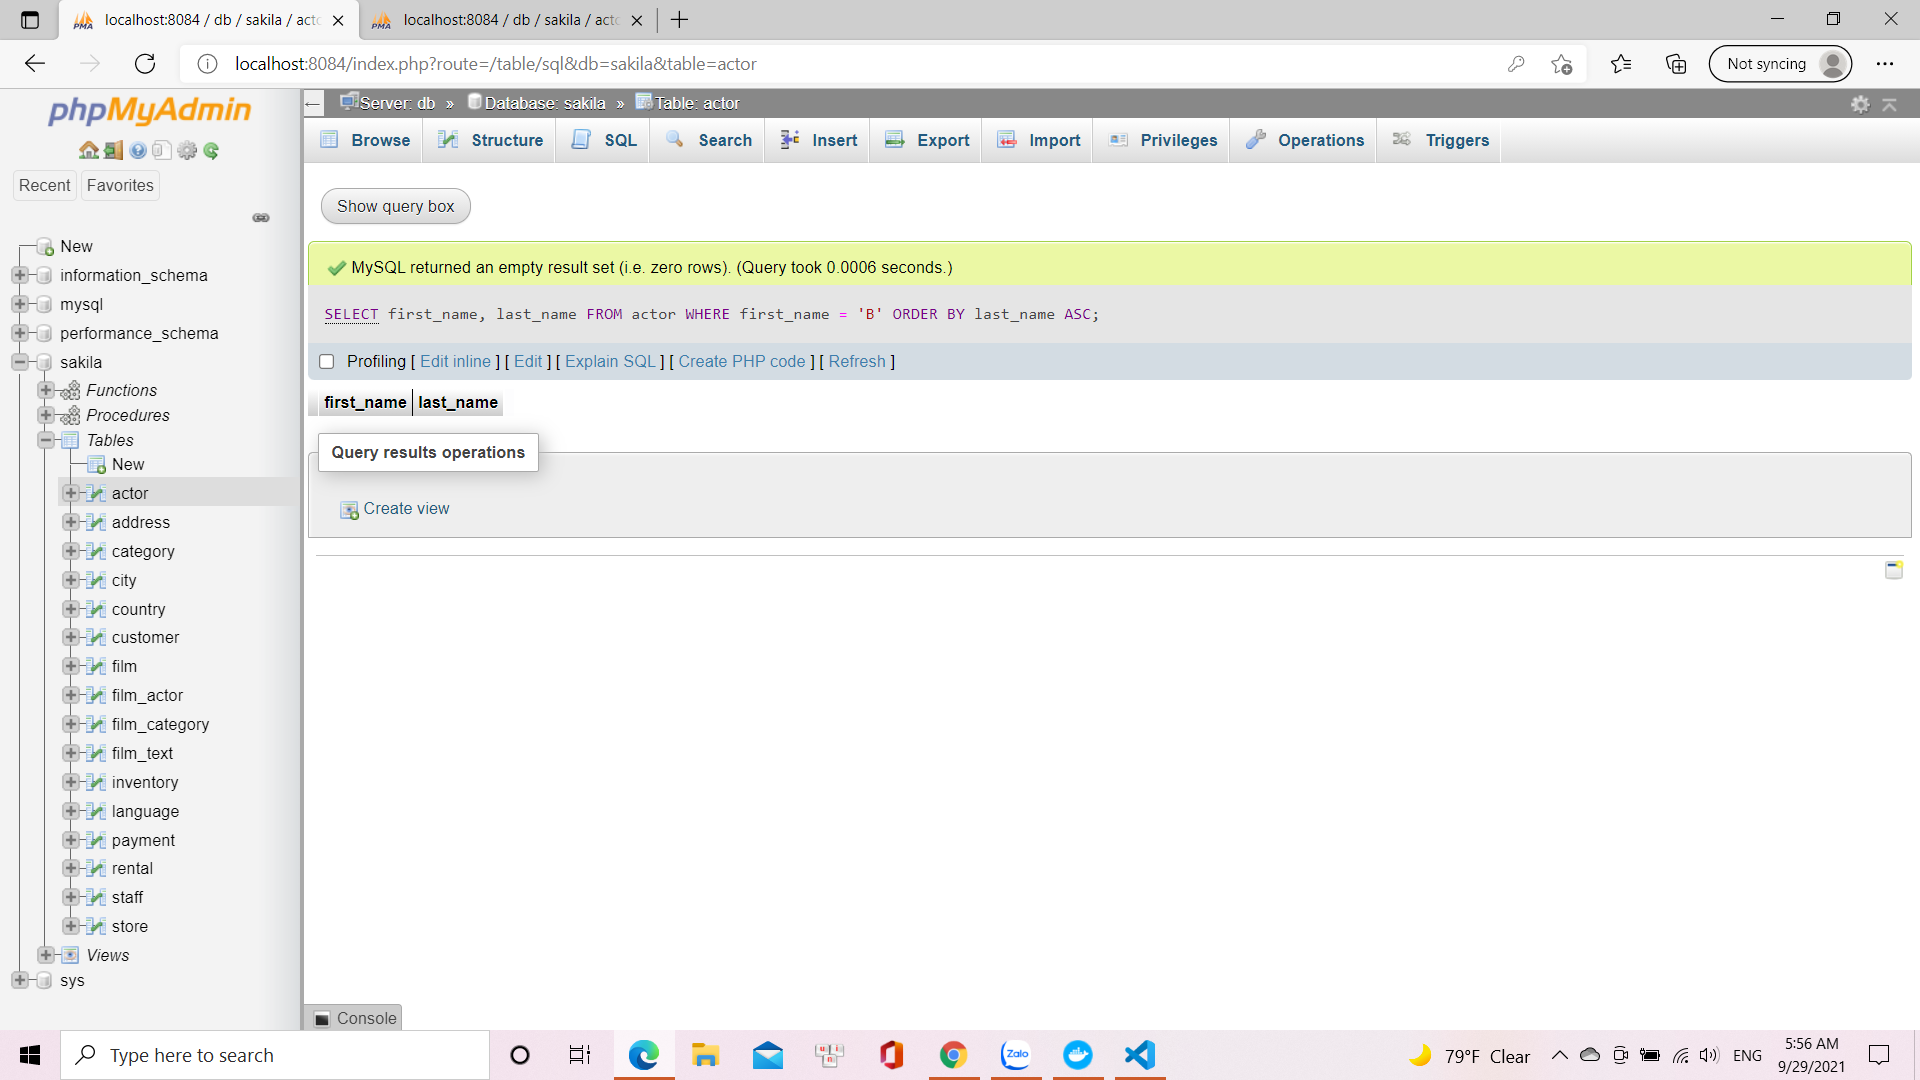 localhost:8084 / db / sakila / acto
localhost:8084 / db / sakila / acto
localhost:8084/index.php?route=/table/sql&db=sakila&table=actor
Not syncing
phpMyAdmin
Recent
Favorites
New
information_schema
mysql
performance_schema
sakila
Functions
Procedures
Tables
New
actor
address
category
city
country
customer
film
film_actor
film_category
film_text
inventory
language
payment
rental
staff
store
Views
sys
Server: db » Database: sakila » Table: actor
Browse
Structure
SQL
Search
Insert
Export
Import
Privileges
Operations
Triggers
Show query box
MySQL returned an empty result set (i.e. zero rows). (Query took 0.0006 seconds.)
SELECT first_name, last_name FROM actor WHERE first_name = 'B' ORDER BY last_name ASC;
Profiling [ Edit inline ] [ Edit ] [ Explain SQL ] [ Create PHP code ] [ Refresh ]
first_name last_name
Query results operations
Create view
Console
Type here to search
Zalo
79°F Clear
ENG
5:56 AM
9/29/2021